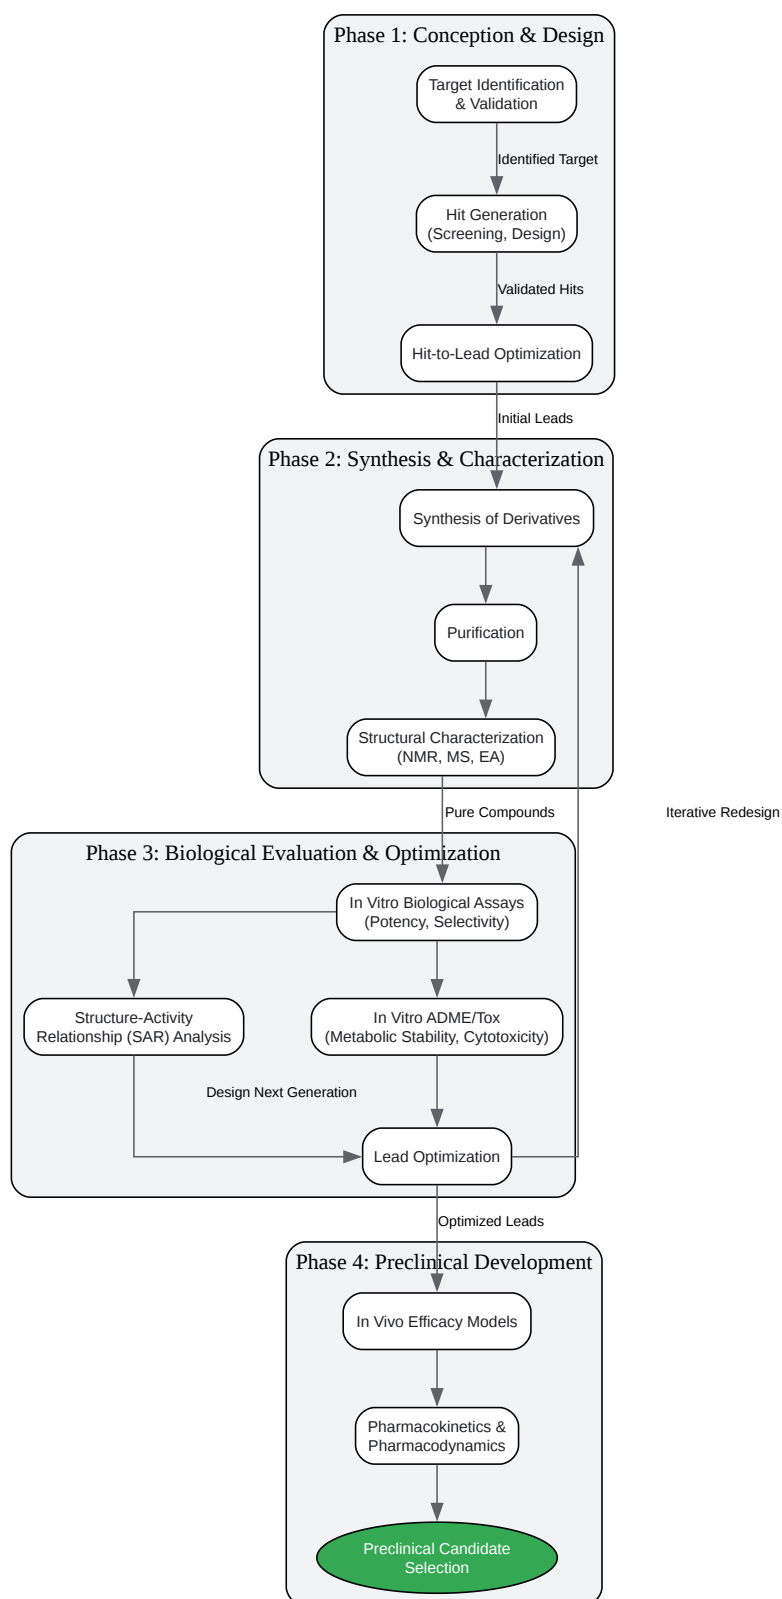 Phase 1: Conception & Design
Target Identification
& Validation
Identified Target
Hit Generation
(Screening, Design)
Validated Hits
Hit-to-Lead Optimization
Initial Leads
Phase 2: Synthesis & Characterization
Synthesis of Derivatives
Purification
Structural Characterization
(NMR, MS, EA)
Pure Compounds
Iterative Redesign
Phase 3: Biological Evaluation & Optimization
In Vitro Biological Assays
(Potency, Selectivity)
Structure-Activity
Relationship (SAR) Analysis
In Vitro ADME/Tox
(Metabolic Stability, Cytotoxicity)
Design Next Generation
Lead Optimization
Optimized Leads
Phase 4: Preclinical Development
In Vivo Efficacy Models
Pharmacokinetics &
Pharmacodynamics
Preclinical Candidate
Selection